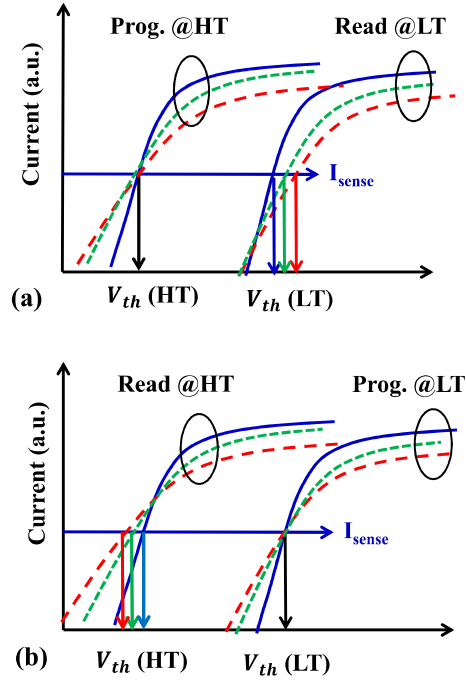 Prog. @HT
Read @LT
Current (a.u.)
I_sense
(a)
V_th (HT)
V_th (LT)
Read @HT
Prog. @LT
Current (a.u.)
I_sense
(b)
V_th (HT)
V_th (LT)